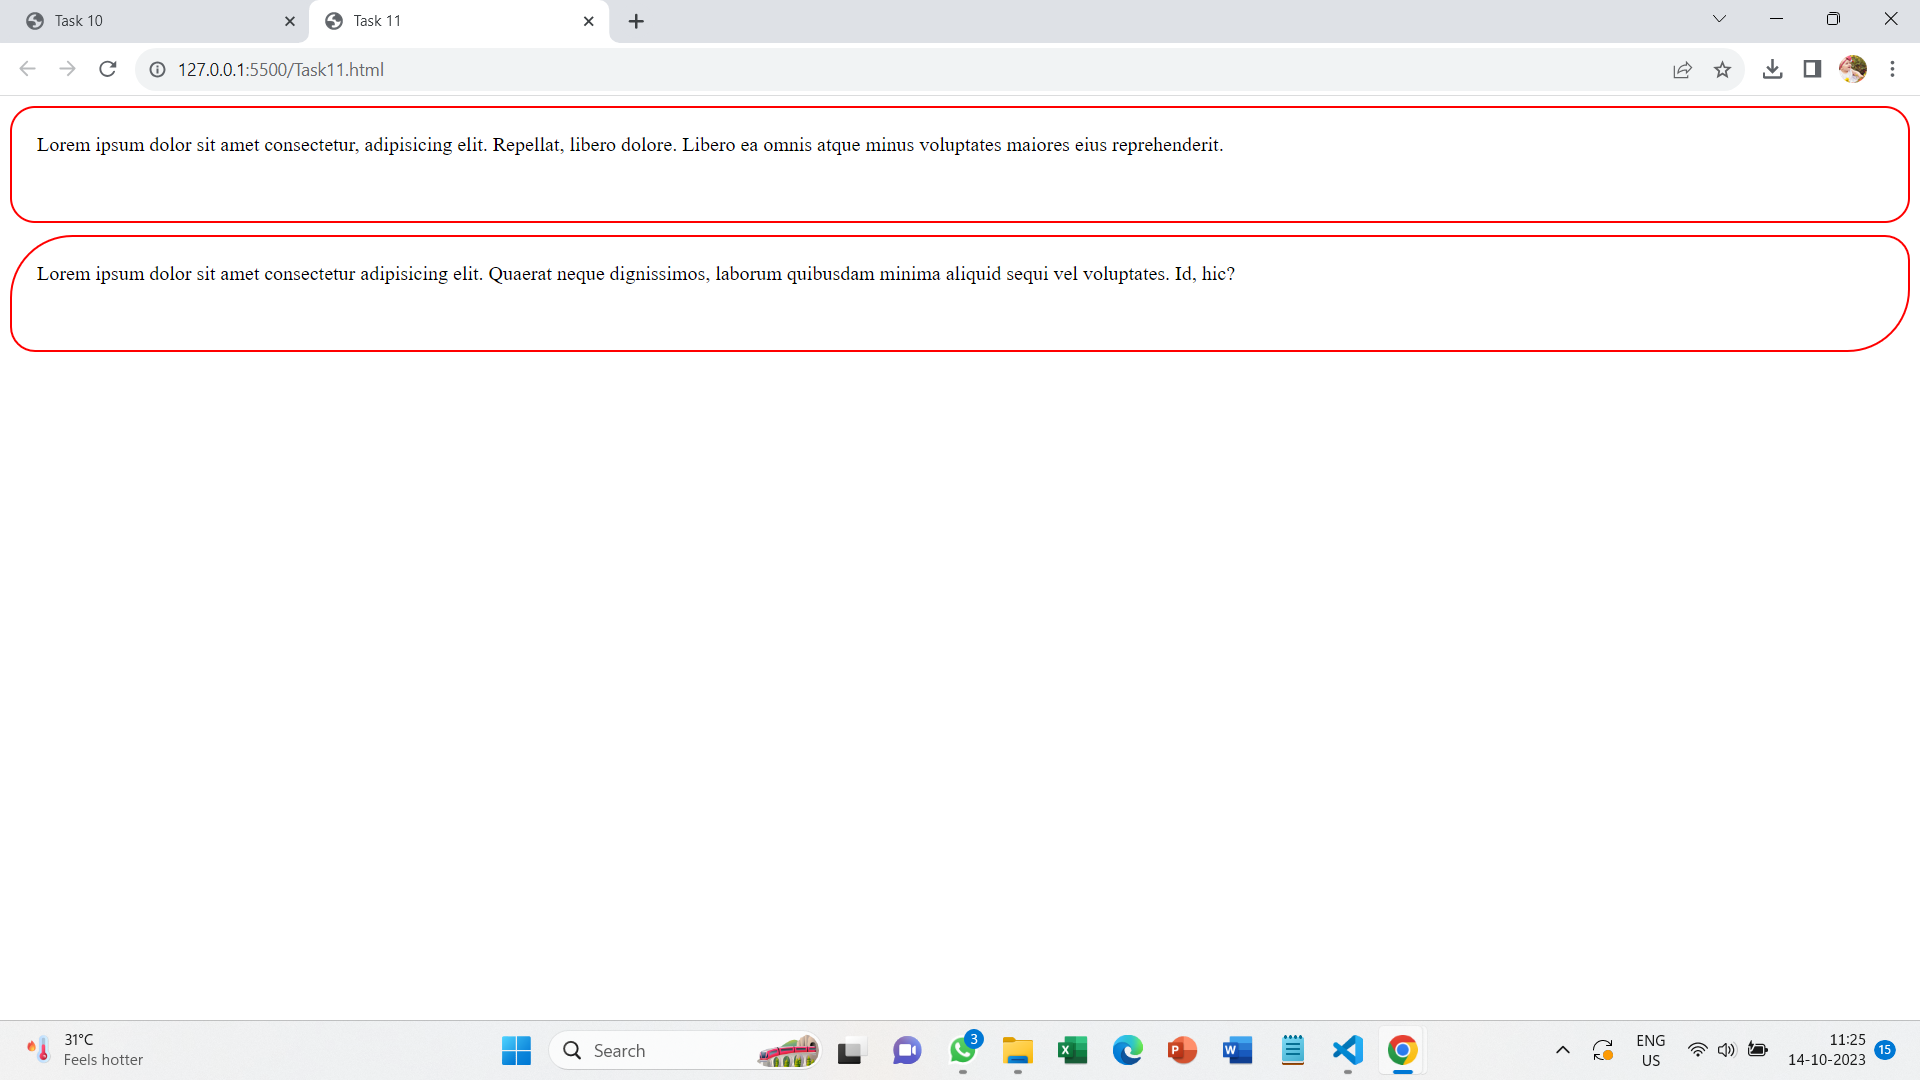 Task 10
Task 11
127.0.0.1:5500/Task11.html
Lorem ipsum dolor sit amet consectetur, adipisicing elit. Repellat, libero dolore. Libero ea omnis atque minus voluptates maiores eius reprehenderit.
Lorem ipsum dolor sit amet consectetur adipisicing elit. Quaerat neque dignissimos, laborum quibusdam minima aliquid sequi vel voluptates. Id, hic?
31°C
Feels hotter
Search
3
X
P
W
ENG
US
11:25
14-10-2023
15